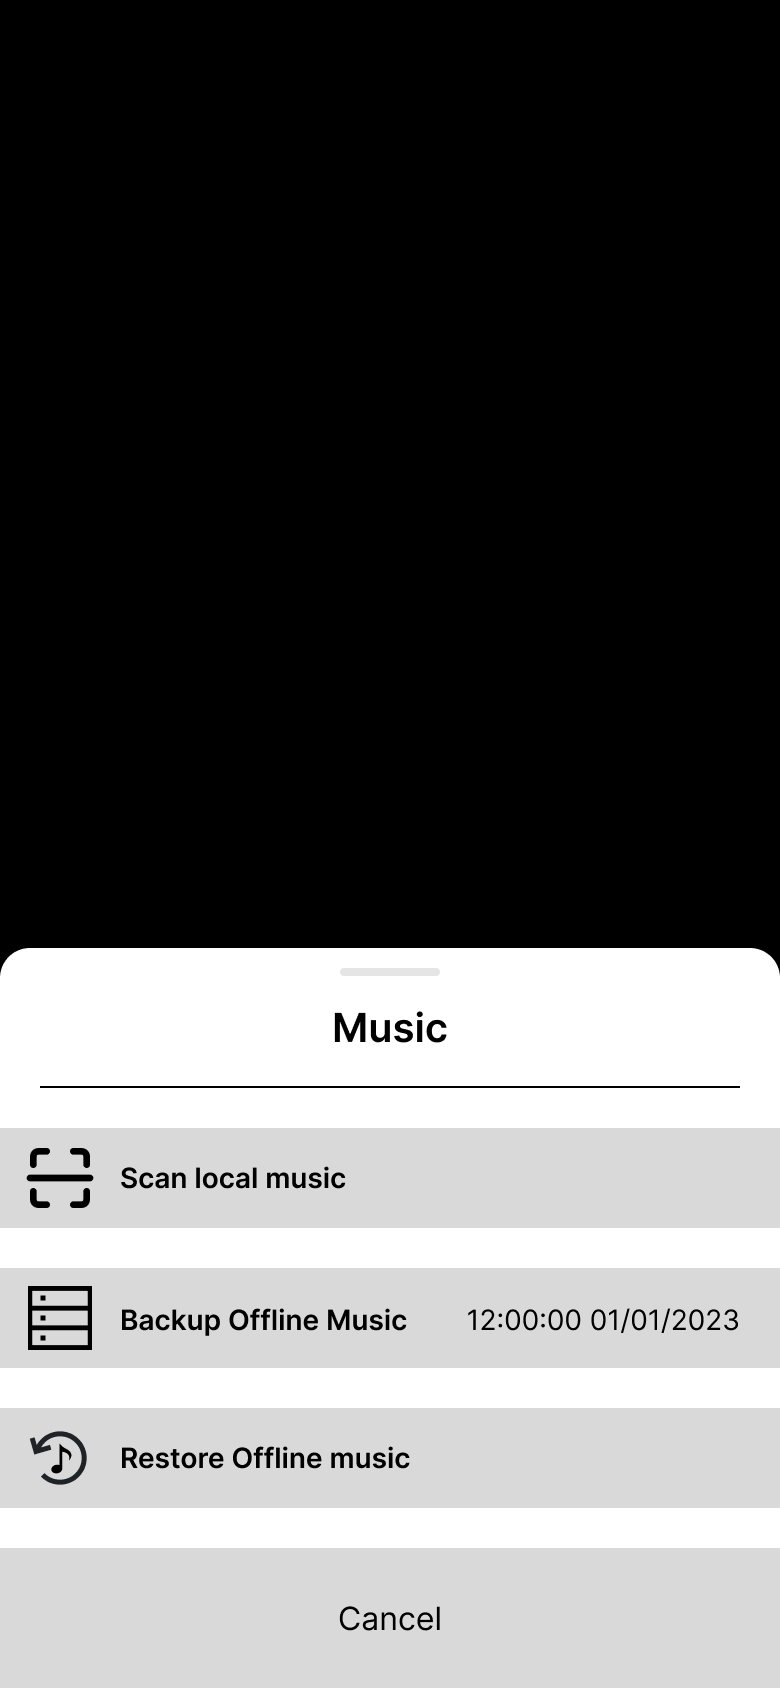 Music
Scan local music
Backup Offline Music 12:00:00 01/01/2023
Restore Offline music
Cancel